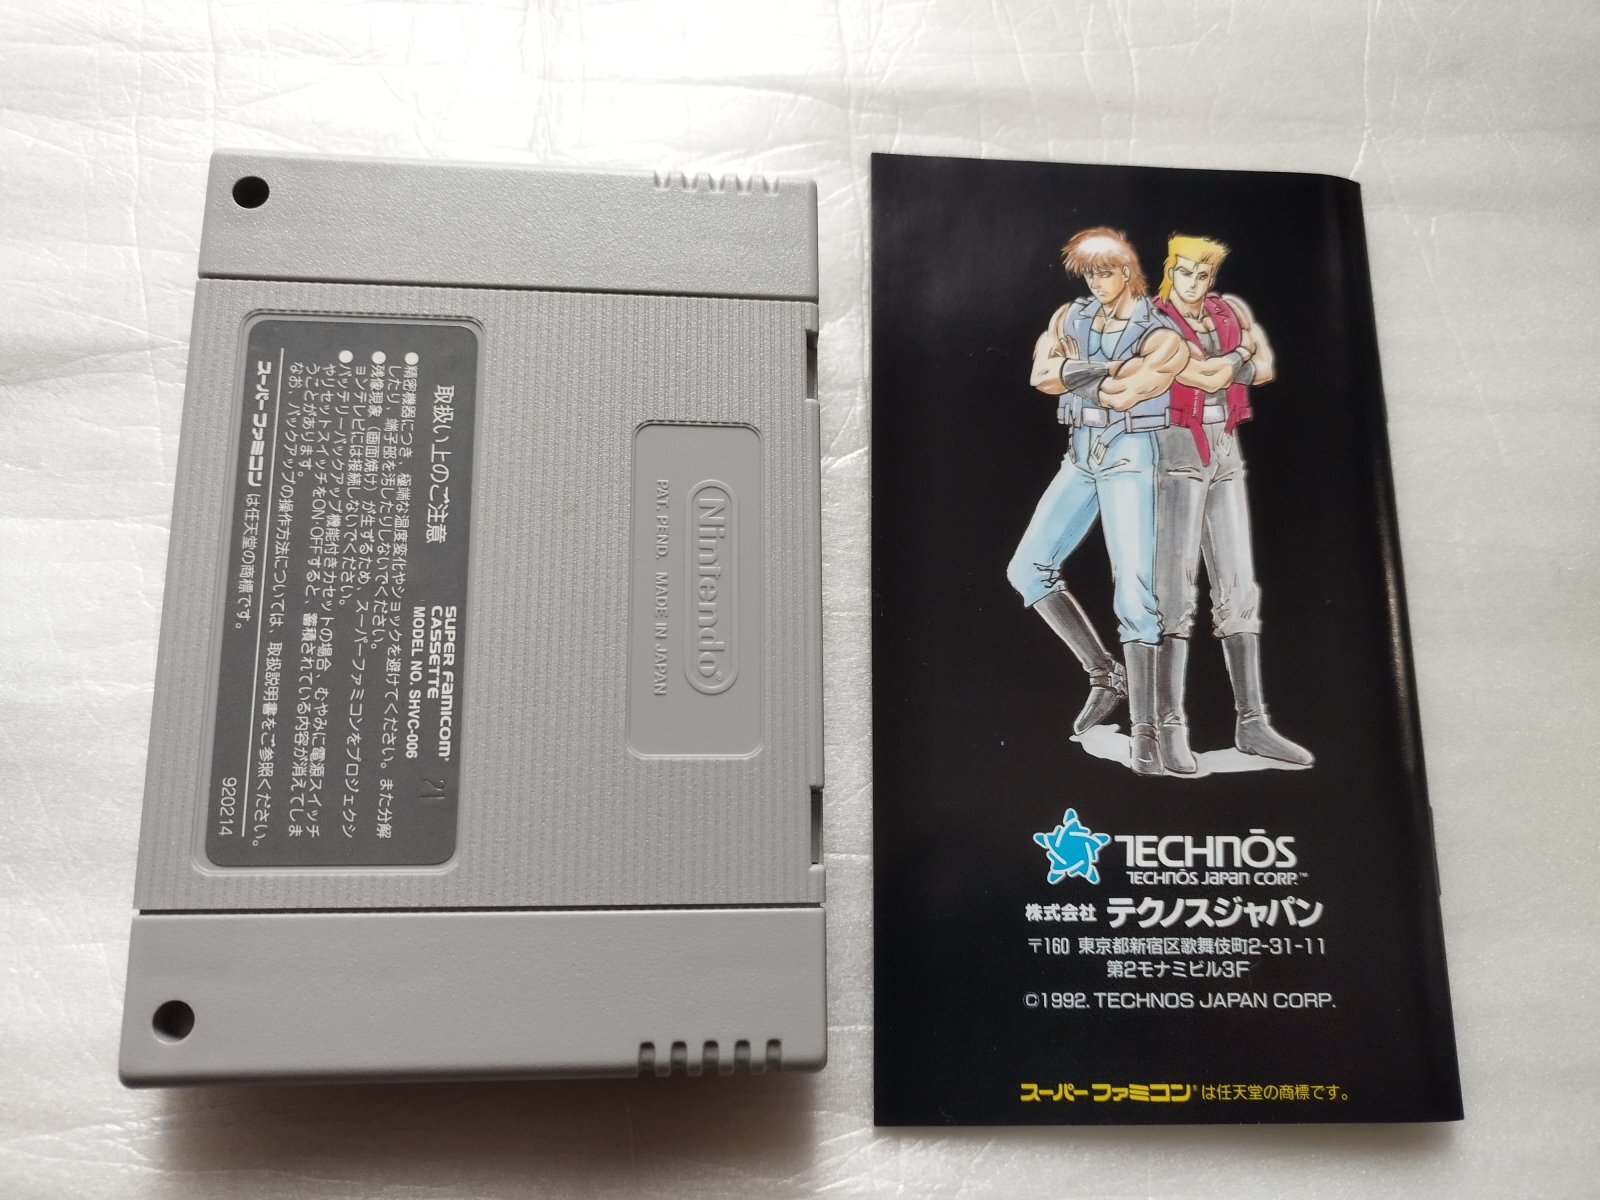 取扱い上のご注意
SUPER FAMICOM
CASSETTE
MODEL NO. SHVC-006
21
●精密機器につき、極端な温度変化やショックを避けてください。また分解
したり、端子部を汚したりしないでください。
●残像現象(画面焼け)が生ずるため、スーパーファミコンをプロジェクシ
ョンテレビには接続しないでください。
●バッテリーバックアップ機能付きカセットの場合、むやみに電源スイッチ
やリセットスイッチをON・OFFすると、蓄積されている内容が消えてしま
うことがあります。
なお、バックアップの操作方法については、取扱説明書をご参照ください。
スーパーファミコンは任天堂の商標です。
920214
Nintendo®
PAT. PEND. MADE IN JAPAN
TECHNŌS
TECHNŌS JAPAN CORP.™
株式会社 テクノスジャパン
〒160 東京都新宿区歌舞伎町2-31-11
第2モナミビル3F
©1992. TECHNOS JAPAN CORP.
スーパーファミコン®は任天堂の商標です。